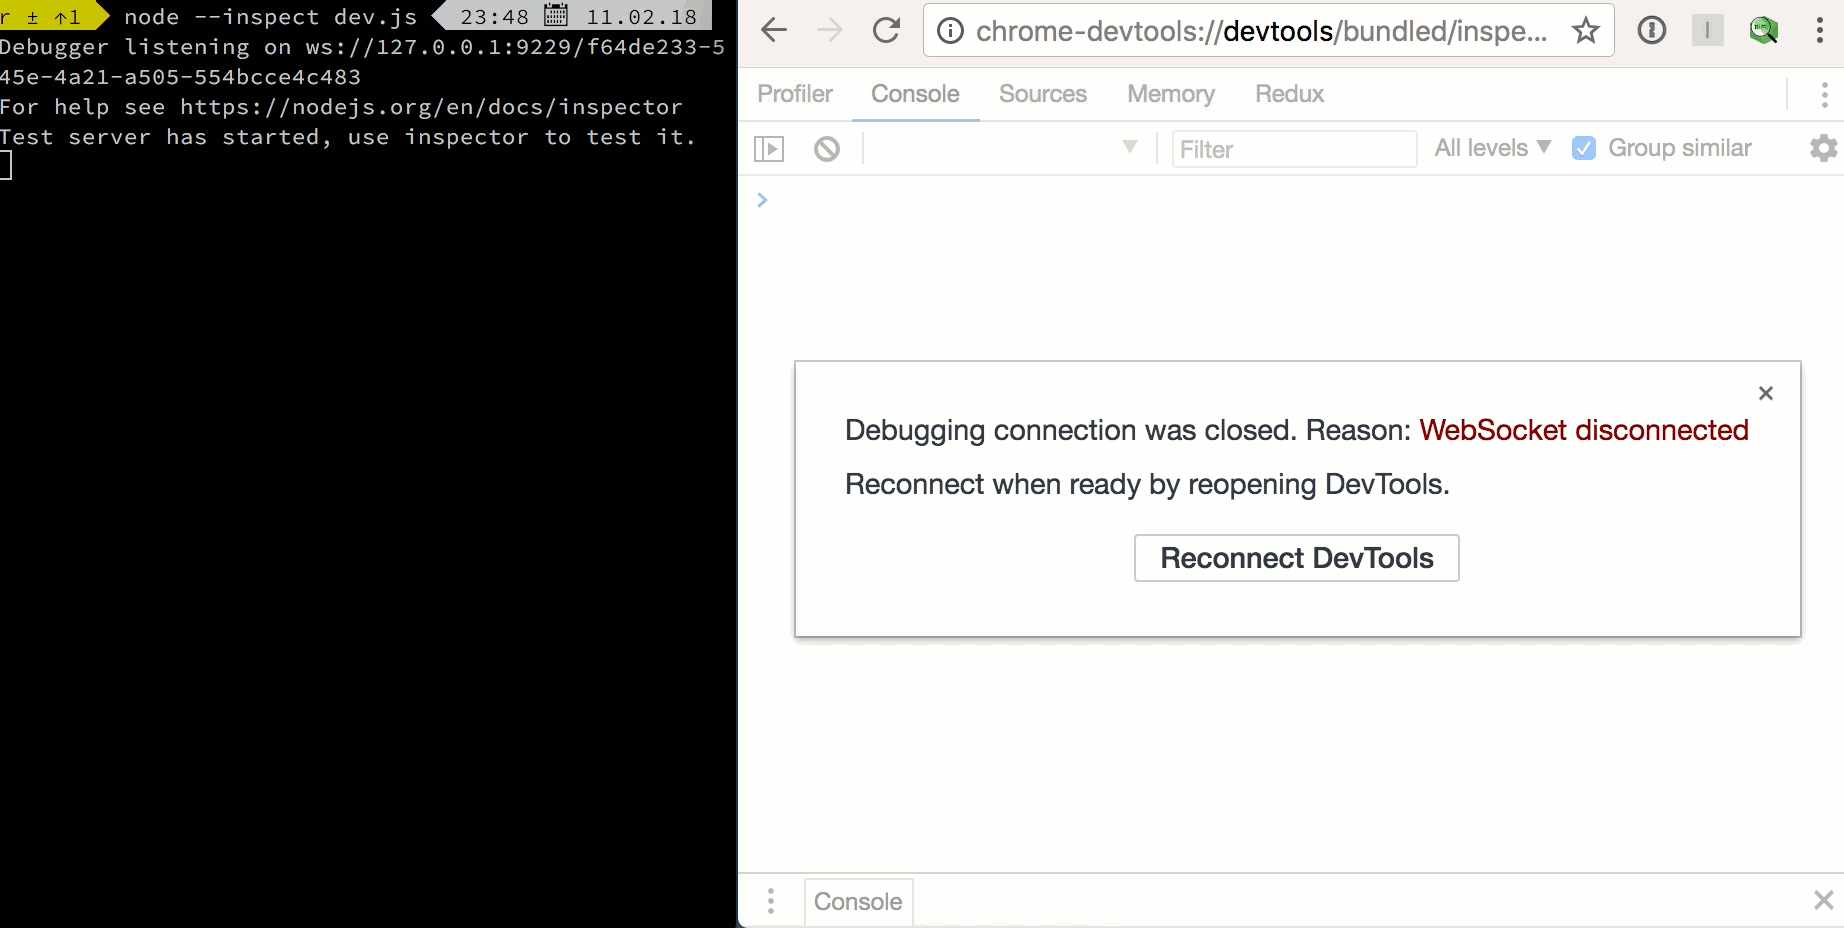 r ± ↑1 node --inspect dev.js 23:48 11.02.18
Debugger listening on ws://127.0.0.1:9229/f64de233-5
45e-4a21-a505-554bcce4c483
For help see https://nodejs.org/en/docs/inspector
Test server has started, use inspector to test it.
chrome-devtools://devtools/bundled/inspe...
Profiler Console Sources Memory Redux
Filter All levels ▼ Group similar
>
Debugging connection was closed. Reason: WebSocket disconnected
Reconnect when ready by reopening DevTools.
Reconnect DevTools
Console